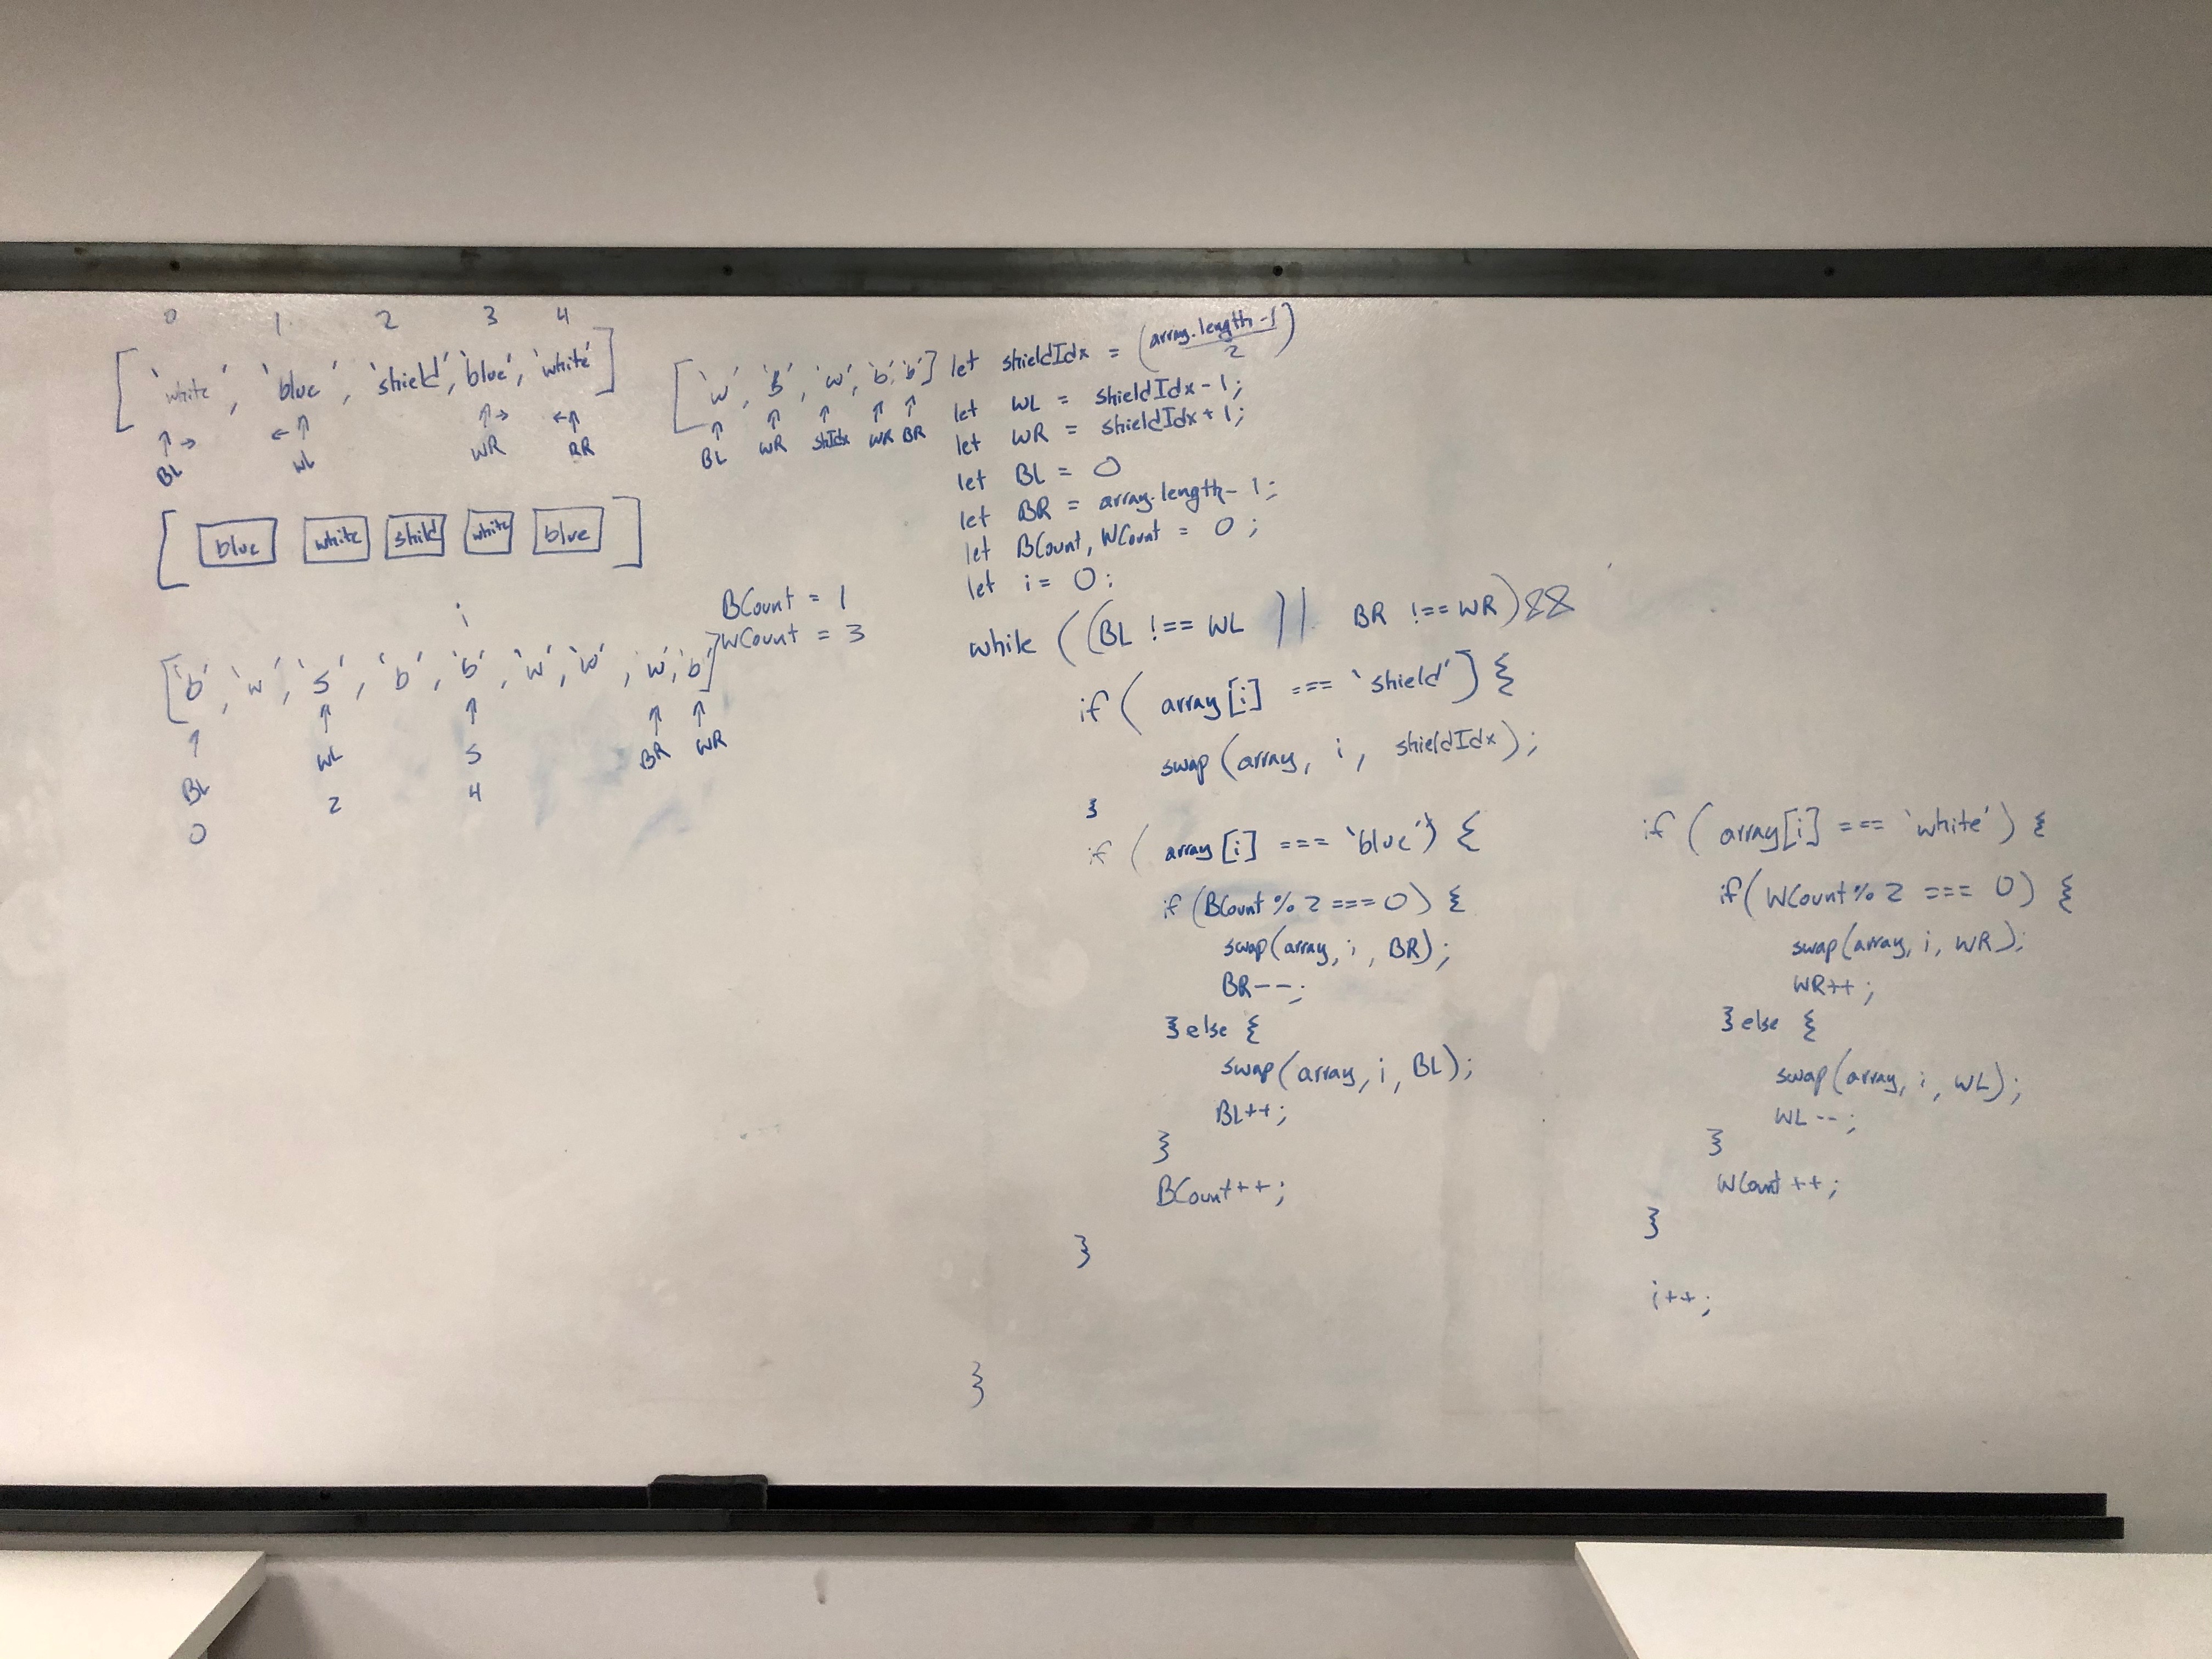 0 1 2 3 4
['white', 'blue', 'shield', 'blue', 'white']
BL WL WR BR
[blue white shild white blue]
['w', 'B', 'w', 'b', 'b']
BL WR shIdx WR BR
BCount = 1
WCount = 3
i
['b', 'w', 'S', 'b', 'b', 'w', 'w', 'w', 'b']
BL WL S BR WR
0 2 4
let shieldIdx = (array.length-1)
2
let WL = shieldIdx-1;
let WR = shieldIdx+1;
let BL = 0
let BR = array.length-1;
let BCount, WCount = 0;
let i = 0;
while ((BL !== WL || BR !== WR) &&
if (array[i] === 'shield') {
swap(array, i, shieldIdx);
}
if (array[i] === 'blue') {
if (BCount % 2 === 0) {
swap(array, i, BR);
BR--;
} else {
swap(array, i, BL);
BL++;
}
BCount++;
}
if (array[i] === 'white') {
if (WCount % 2 === 0) {
swap(array, i, WR);
WR++;
} else {
swap(array, i, WL);
WL--;
}
WCount++;
}
i++;
}